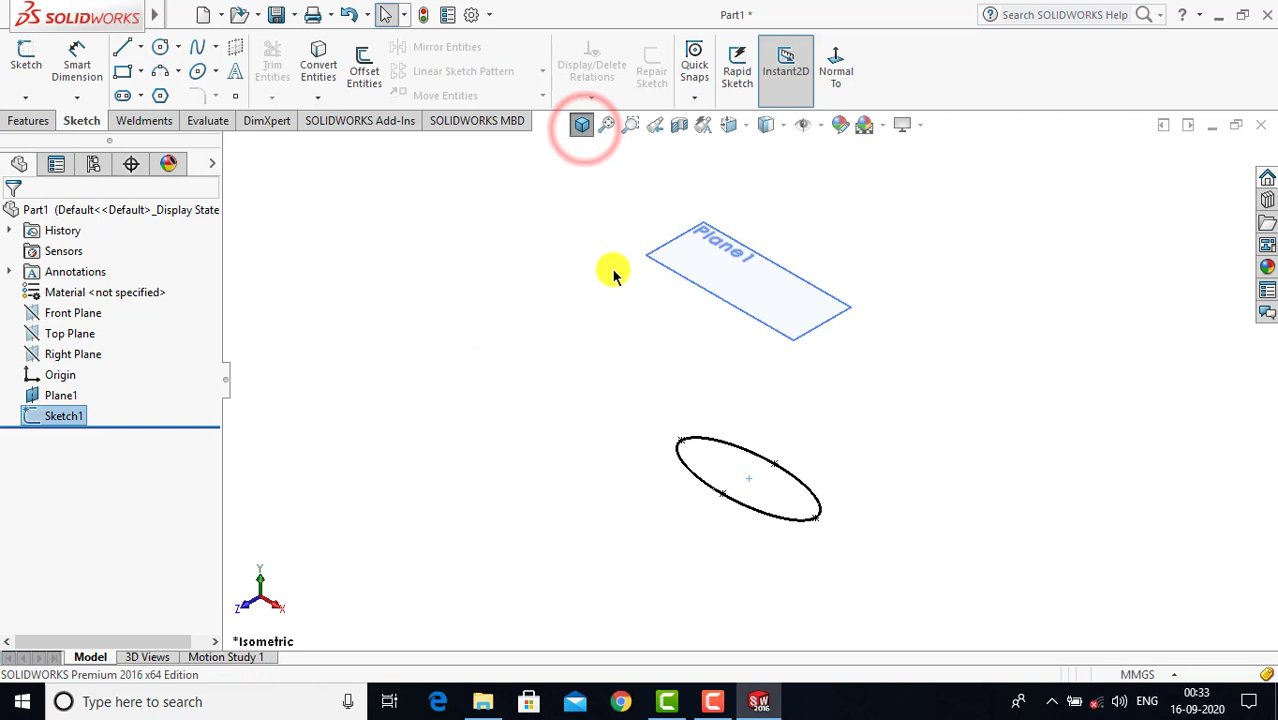 SOLIDWORKS
Part1 *
Search SOLIDWORKS Help
?
Sketch
Smart Dimension
Trim Entities
Convert Entities
Offset Entities
Mirror Entities
Linear Sketch Pattern
Move Entities
Display/Delete Relations
Repair Sketch
Quick Snaps
Rapid Sketch
Instant2D
Normal To
Features
Sketch
Weldments
Evaluate
DimXpert
SOLIDWORKS Add-Ins
SOLIDWORKS MBD
Part1 (Default<<Default>_Display State
History
Sensors
Annotations
Material <not specified>
Front Plane
Top Plane
Right Plane
Origin
Plane1
Sketch1
Plane1
Y
Z
X
*Isometric
Model
3D Views
Motion Study 1
SOLIDWORKS Premium 2016 x64 Edition
MMGS
Type here to search
SW
2016
ENG
00:33
16-09-2020